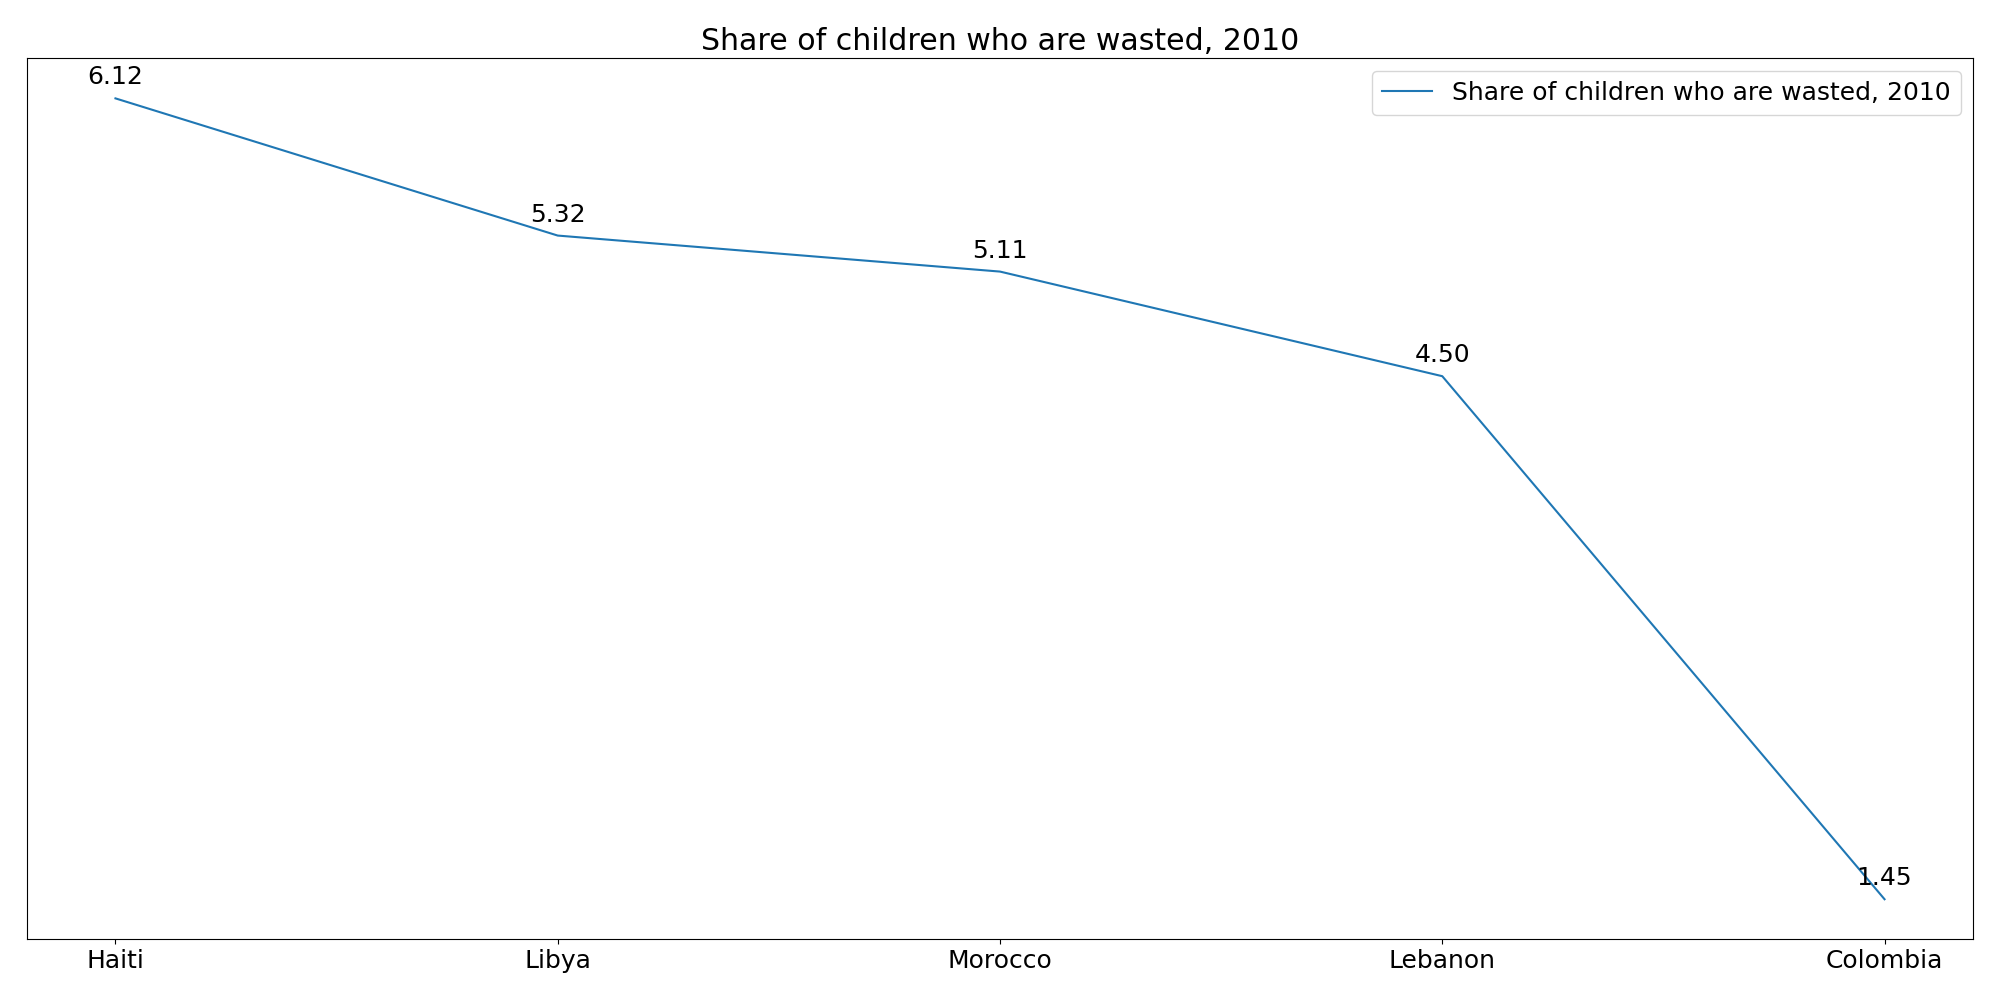 Share of children who are wasted, 2010
Share of children who are wasted, 2010
6.12
5.32
5.11
4.50
1.45
Haiti
Libya
Morocco
Lebanon
Colombia